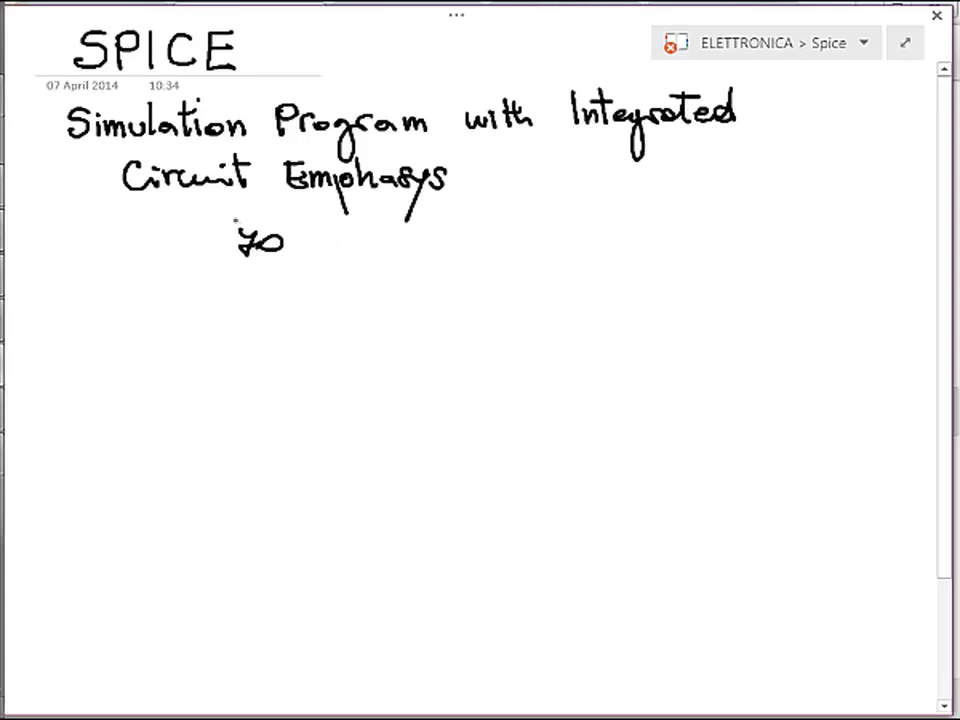 SPICE
ELETTRONICA > Spice
07 April 2014 10:34
Simulation Program with Integrated
Circuit Emphasys
70